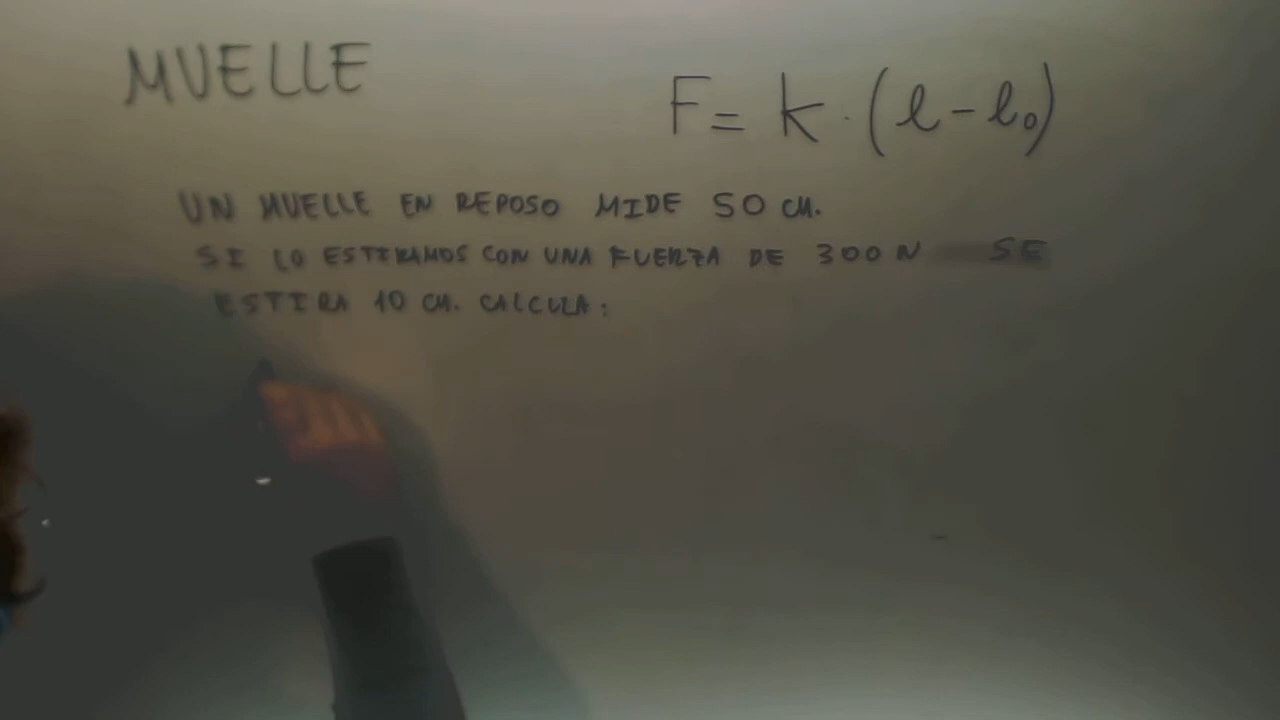 MUELLE
F = k · (l - l₀)
UN MUELLE EN REPOSO MIDE 50 CM.
SI LO ESTIRAMOS CON UNA FUERZA DE 300 N SE
ESTIRA 10 CM. CALCULA: